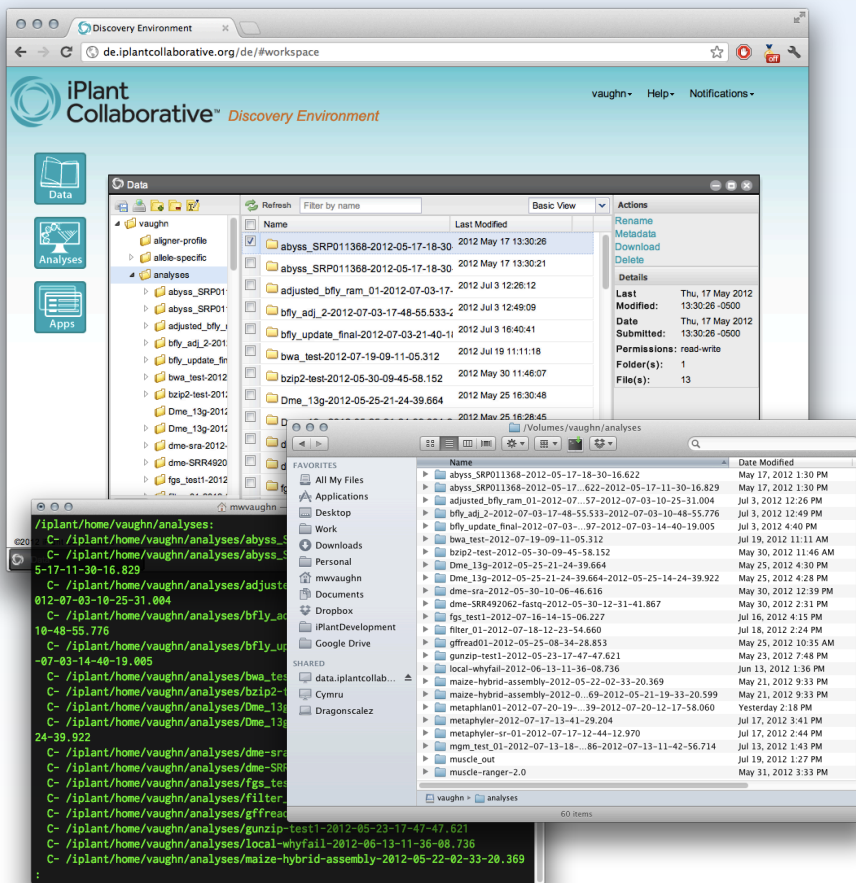 Discovery Environment
de.iplantcollaborative.org/de/#workspace
off
iPlant
Collaborative™ Discovery Environment
vaughn Help Notifications
Data
Analyses
Apps
Data
Refresh Filter by name Basic View
Name Last Modified
vaughn
aligner-profile
allele-specific
analyses
abyss_SRP01
abyss_SRP01
adjusted_bfly_
bfly_adj_2-201
bfly_update_fin
bwa_test-2012
bzip2-test-2012
Dme_13g-2012
Dme_13g-2012
dme-sra-2012-
dme-SRR4920
fgs_test1-2012
abyss_SRP011368-2012-05-17-18-30- 2012 May 17 13:30:26
abyss_SRP011368-2012-05-17-18-30- 2012 May 17 13:30:21
adjusted_bfly_ram_01-2012-07-03-17- 2012 Jul 3 12:26:12
bfly_adj_2-2012-07-03-17-48-55.533-2 2012 Jul 3 12:49:09
bfly_update_final-2012-07-03-21-40-1 2012 Jul 3 16:40:41
bwa_test-2012-07-19-09-11-05.312 2012 Jul 19 11:11:18
bzip2-test-2012-05-30-09-45-58.152 2012 May 30 11:46:07
Dme_13g-2012-05-25-21-24-39.664 2012 May 25 16:30:48
2012 May 25 16:28:45
Actions
Rename
Metadata
Download
Delete
Details
Last Modified: Thu, 17 May 2012 13:30:26 -0500
Date Submitted: Thu, 17 May 2012 13:30:26 -0500
Permissions: read-write
Folder(s): 1
File(s): 13
©2012
/Volumes/vaughn/analyses
FAVORITES
All My Files
Applications
Desktop
Work
Downloads
Personal
mwvaughn
Documents
Dropbox
iPlantDevelopment
Google Drive
SHARED
data.iplantcollab...
Cymru
Dragonscalez
Name Date Modified
abyss_SRP011368-2012-05-17-18-30-16.622 May 17, 2012 1:30 PM
abyss_SRP011368-2012-05-17...622-2012-05-17-11-30-16.829 May 17, 2012 1:30 PM
adjusted_bfly_ram_01-2012-07...57-2012-07-03-10-25-31.004 Jul 3, 2012 12:26 PM
bfly_adj_2-2012-07-03-17-48-55.533-2012-07-03-10-48-55.776 Jul 3, 2012 12:49 PM
bfly_update_final-2012-07-03-...97-2012-07-03-14-40-19.005 Jul 3, 2012 4:40 PM
bwa_test-2012-07-19-09-11-05.312 Jul 19, 2012 11:11 AM
bzip2-test-2012-05-30-09-45-58.152 May 30, 2012 11:46 AM
Dme_13g-2012-05-25-21-24-39.664 May 25, 2012 4:30 PM
Dme_13g-2012-05-25-21-24-39.664-2012-05-25-14-24-39.922 May 25, 2012 4:28 PM
dme-sra-2012-05-30-10-06-46.616 May 30, 2012 12:39 PM
dme-SRR492062-fastq-2012-05-30-12-31-41.867 May 30, 2012 2:31 PM
fgs_test1-2012-07-16-14-15-06.227 Jul 16, 2012 4:15 PM
filter_01-2012-07-18-12-23-54.660 Jul 18, 2012 2:24 PM
gffread01-2012-05-25-08-34-28.853 May 25, 2012 10:35 AM
gunzip-test1-2012-05-23-17-47-47.621 May 23, 2012 7:48 PM
local-whyfail-2012-06-13-11-36-08.736 Jun 13, 2012 1:36 PM
maize-hybrid-assembly-2012-05-22-02-33-20.369 May 21, 2012 9:33 PM
maize-hybrid-assembly-2012-0...69-2012-05-21-19-33-20.599 May 21, 2012 9:33 PM
metaphlan01-2012-07-20-19-...39-2012-07-20-12-17-58.060 Yesterday 2:18 PM
metaphyler-2012-07-17-13-41-29.204 Jul 17, 2012 3:41 PM
metaphyler-sr-01-2012-07-17-12-44-12.970 Jul 17, 2012 2:44 PM
mgm_test_01-2012-07-13-18-...86-2012-07-13-11-42-56.714 Jul 13, 2012 1:43 PM
muscle_out Jul 19, 2012 1:27 PM
muscle-ranger-2.0 May 31, 2012 3:33 PM
vaughn ▸ analyses
60 items
mwvaughn —
/iplant/home/vaughn/analyses:
C- /iplant/home/vaughn/analyses/abyss_S
C- /iplant/home/vaughn/analyses/abyss_S
5-17-11-30-16.829
C- /iplant/home/vaughn/analyses/adjuste
012-07-03-10-25-31.004
C- /iplant/home/vaughn/analyses/bfly_ad
10-48-55.776
C- /iplant/home/vaughn/analyses/bfly_up
-07-03-14-40-19.005
C- /iplant/home/vaughn/analyses/bwa_tes
C- /iplant/home/vaughn/analyses/bzip2-t
C- /iplant/home/vaughn/analyses/Dme_13g
C- /iplant/home/vaughn/analyses/Dme_13g
24-39.922
C- /iplant/home/vaughn/analyses/dme-sra
C- /iplant/home/vaughn/analyses/dme-SRR
C- /iplant/home/vaughn/analyses/fgs_tes
C- /iplant/home/vaughn/analyses/filter_
C- /iplant/home/vaughn/analyses/gffread
C- /iplant/home/vaughn/analyses/gunzip-test1-2012-05-23-17-47-47.621
C- /iplant/home/vaughn/analyses/local-whyfail-2012-06-13-11-36-08.736
C- /iplant/home/vaughn/analyses/maize-hybrid-assembly-2012-05-22-02-33-20.369
: